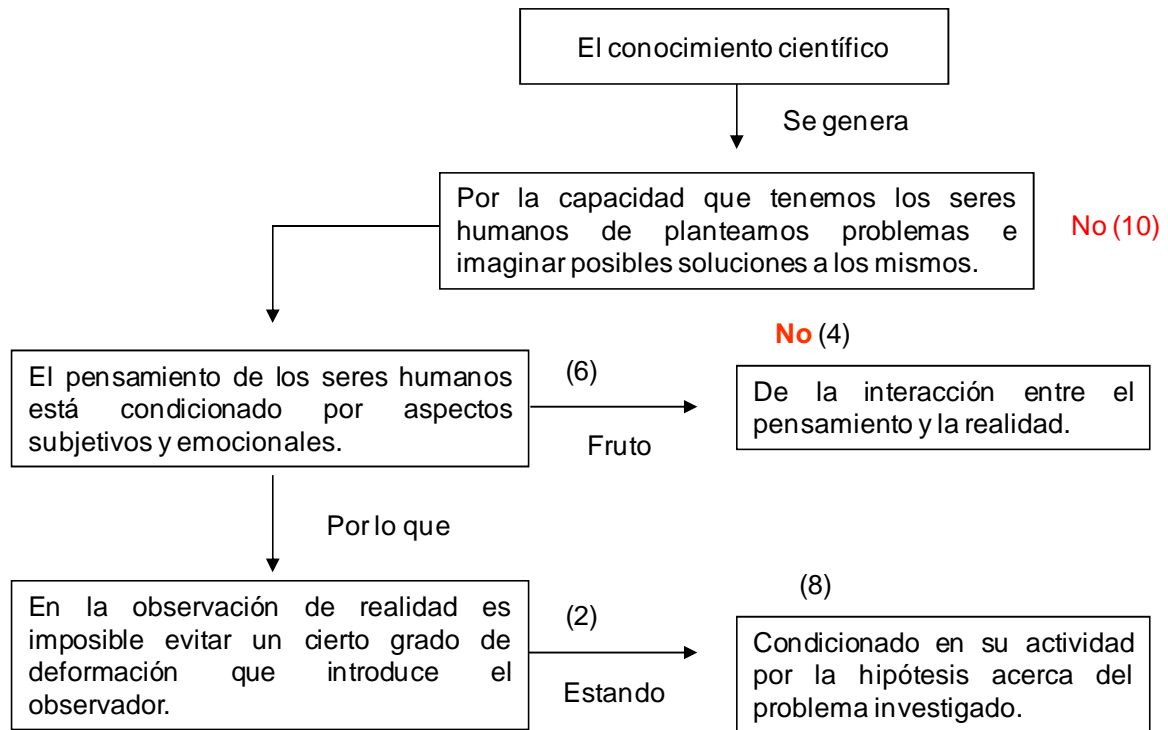 El conocimiento científico
Se genera
Por la capacidad que tenemos los seres
humanos de plantearnos problemas e
imaginar posibles soluciones a los mismos.
No (10)
No (4)
El pensamiento de los seres humanos
está condicionado por aspectos
subjetivos y emocionales.
(6)
Fruto
De la interacción entre el
pensamiento y la realidad.
Por lo que
(8)
En la observación de realidad es
imposible evitar un cierto grado de
deformación que introduce el
observador.
(2)
Estando
Condicionado en su actividad
por la hipótesis acerca del
problema investigado.